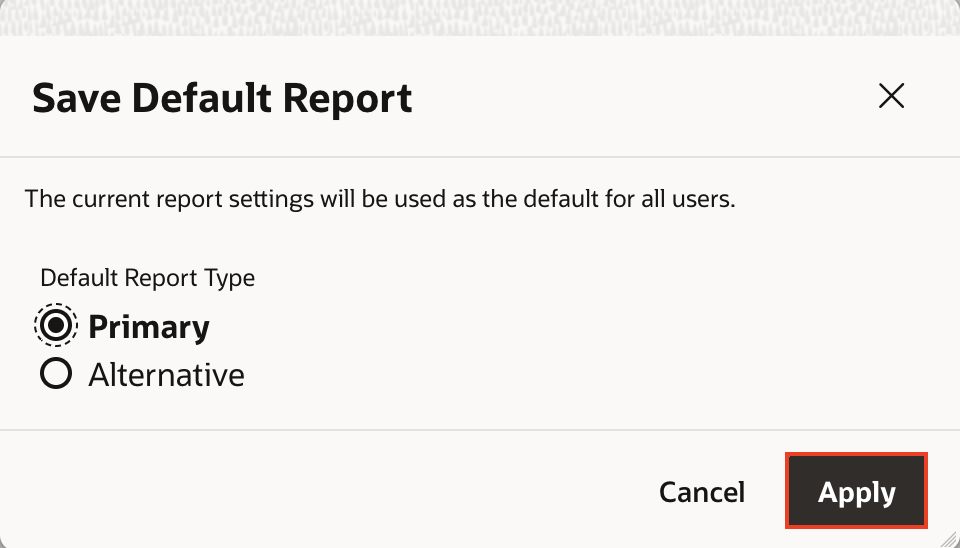 Save Default Report
The current report settings will be used as the default for all users.
Default Report Type
Primary
Alternative
Cancel
Apply